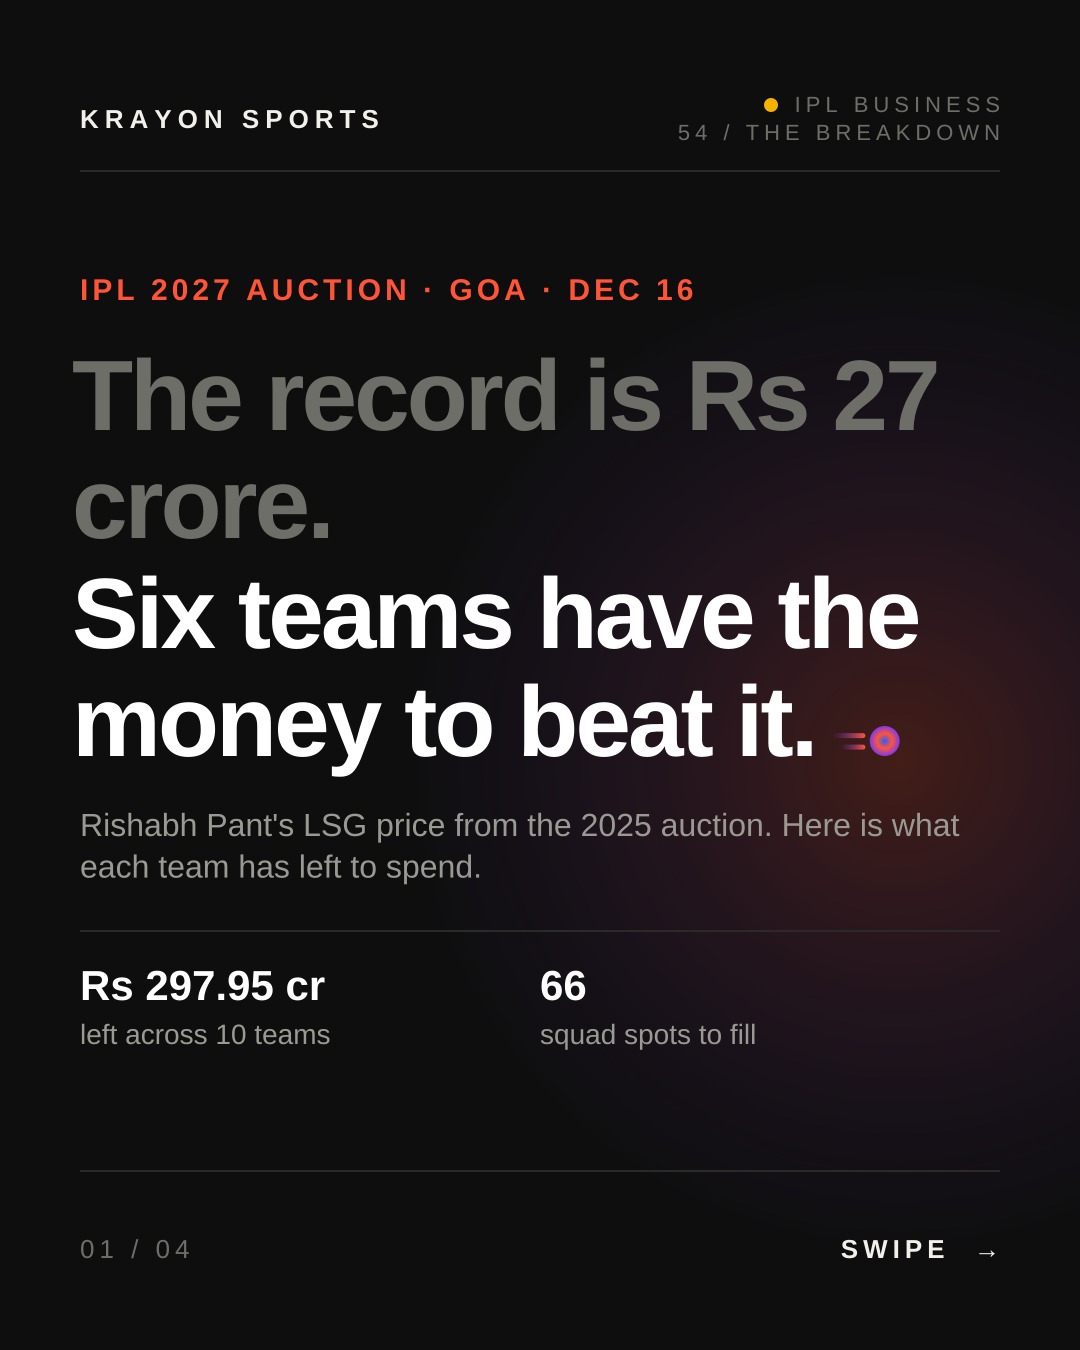 KRAYON SPORTS
IPL BUSINESS
54 / THE BREAKDOWN
IPL 2027 AUCTION · GOA · DEC 16
The record is Rs 27
crore.
Six teams have the
money to beat it.
Rishabh Pant's LSG price from the 2025 auction. Here is what
each team has left to spend.
Rs 297.95 cr
left across 10 teams
66
squad spots to fill
01 / 04
SWIPE →